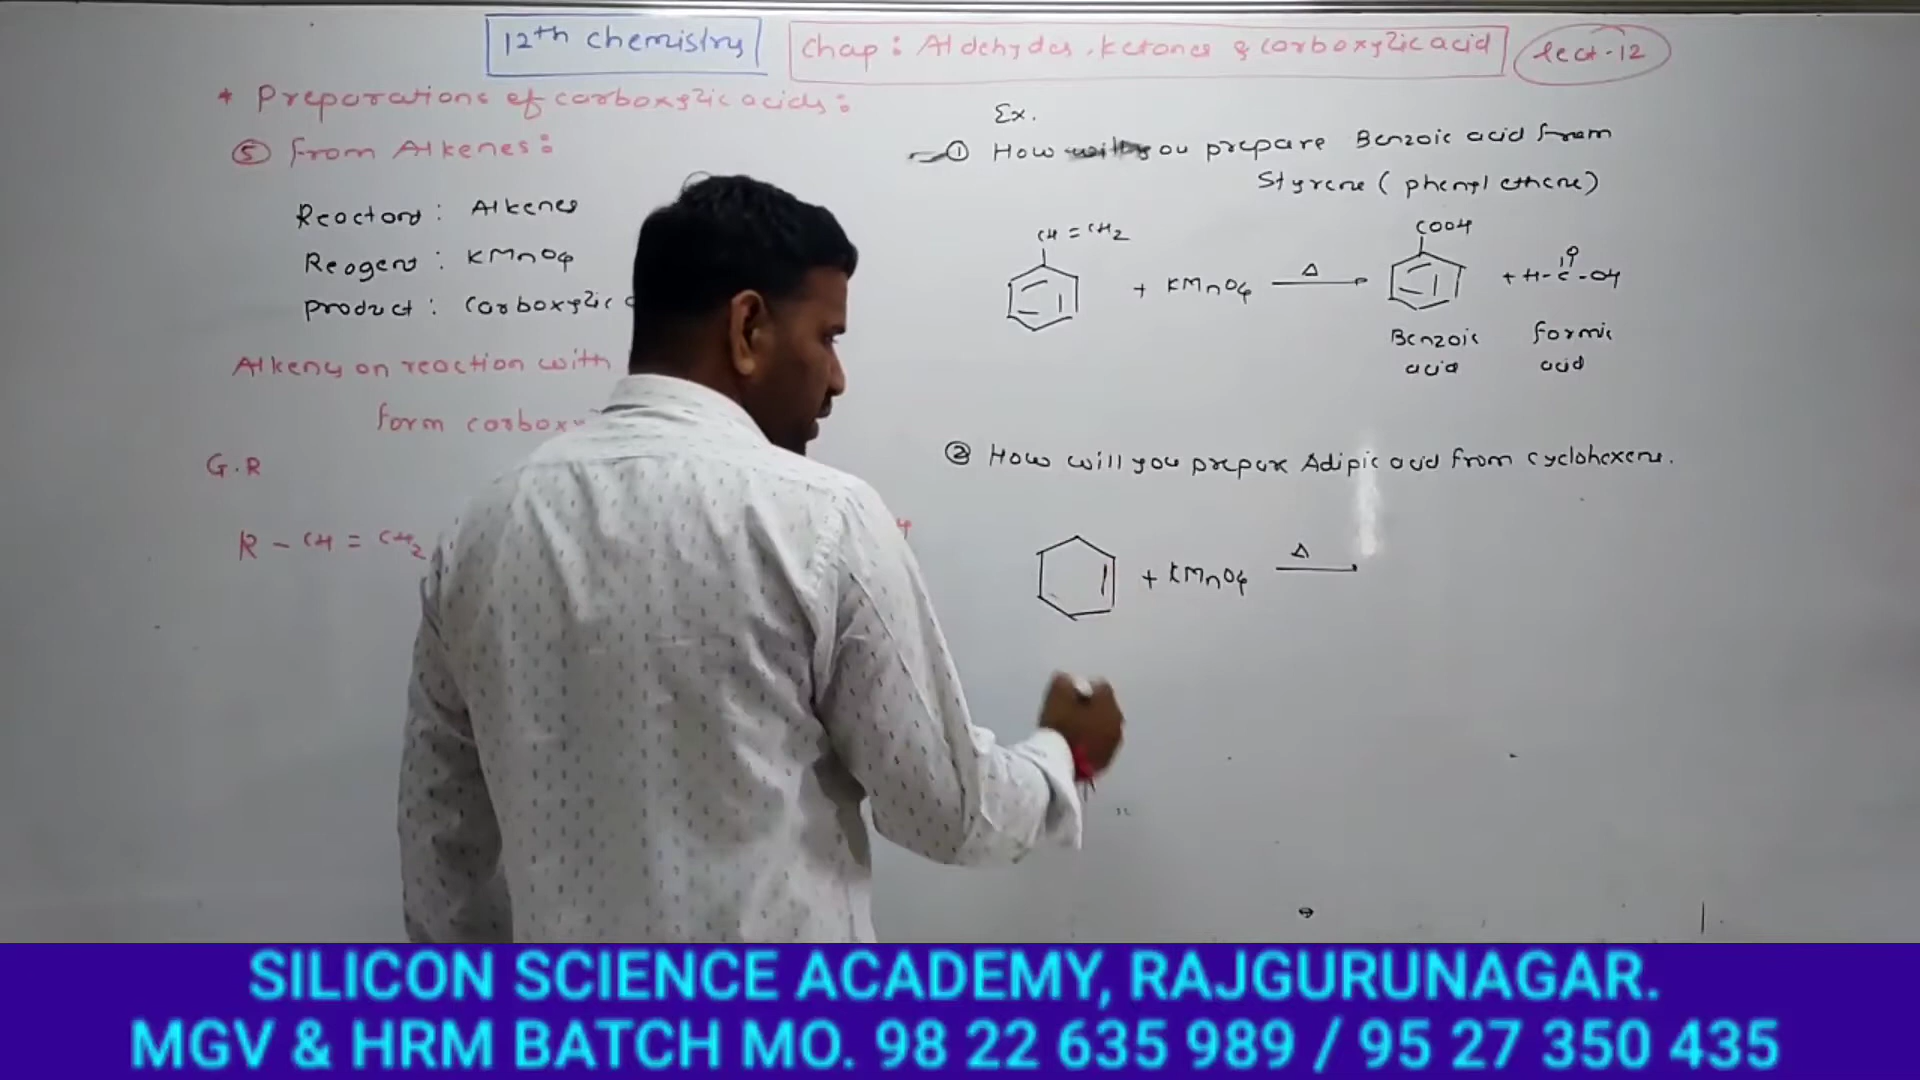 12th chemistry
Chap: Aldehydes, ketones & carboxylic acid
lect-12
* Preparations of carboxylic acids:
⑤ from Alkenes:
Reactant: Alkenes
Reagent: KMnO4
product: carboxylic
Alkenes on reaction with
form
G.R
R - CH = CH2
Ex.
① How will you prepare Benzoic acid from
Styrene (phenyl ethene)
CH = CH2
+ KMnO4
Δ
COOH
+ H-C-OH
O
Benzoic
acid
formic
acid
② How will you prepare Adipic acid from cyclohexene.
+ KMnO4
Δ
SILICON SCIENCE ACADEMY, RAJGURUNAGAR.
MGV & HRM BATCH MO. 98 22 635 989 / 95 27 350 435